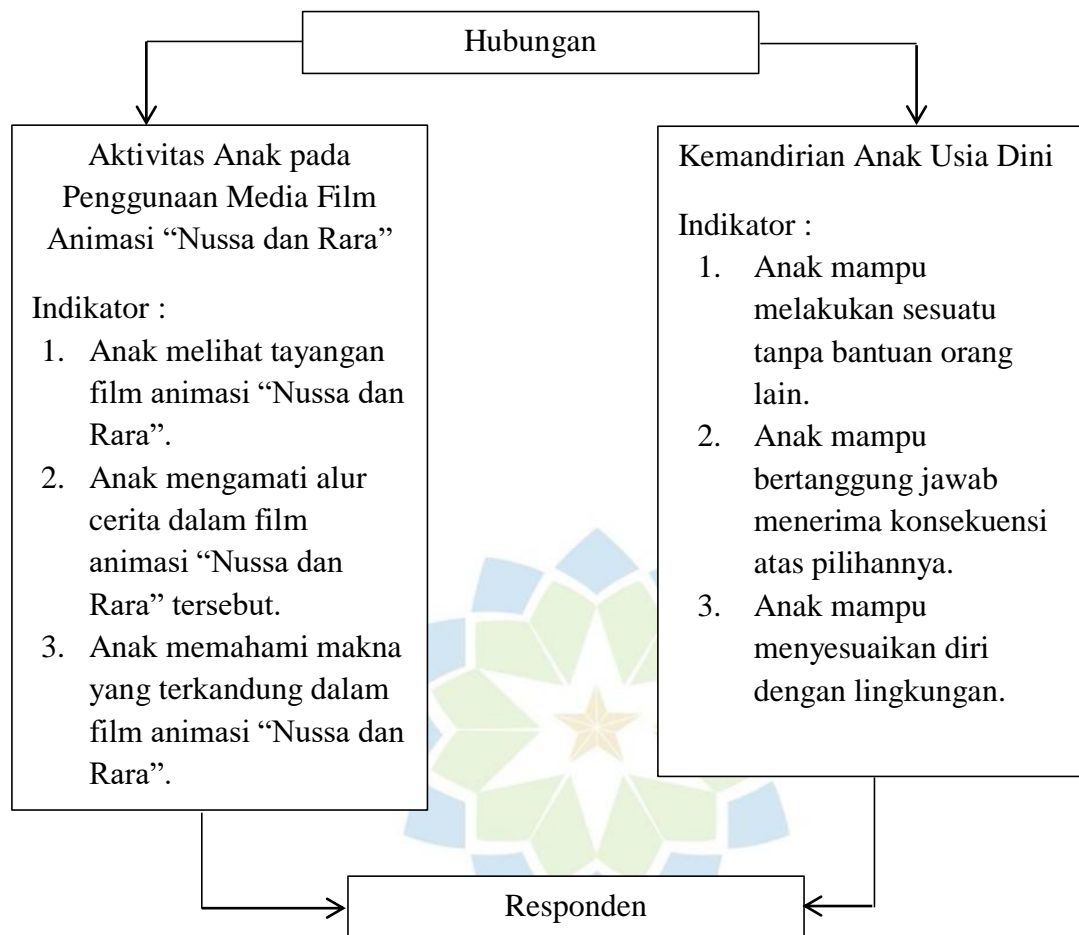 Hubungan
Aktivitas Anak pada
Penggunaan Media Film
Animasi “Nussa dan Rara”
Indikator :
1. Anak melihat tayangan
film animasi “Nussa dan
Rara”.
2. Anak mengamati alur
cerita dalam film
animasi “Nussa dan
Rara” tersebut.
3. Anak memahami makna
yang terkandung dalam
film animasi “Nussa dan
Rara”.
Kemandirian Anak Usia Dini
Indikator :
1. Anak mampu
melakukan sesuatu
tanpa bantuan orang
lain.
2. Anak mampu
bertanggung jawab
menerima konsekuensi
atas pilihannya.
3. Anak mampu
menyesuaikan diri
dengan lingkungan.
Responden